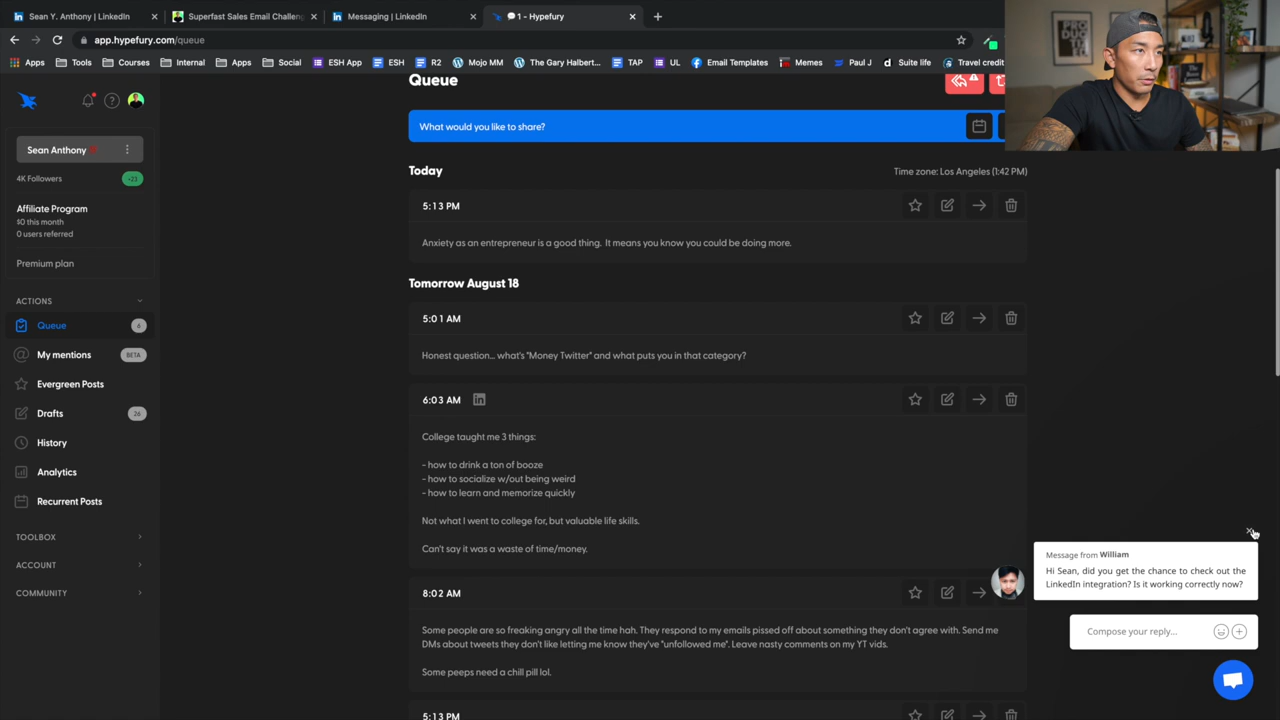 Sean Y. Anthony | LinkedIn
Superfast Sales Email Challen
Messaging | LinkedIn
1 - Hypefury
app.hypefury.com/queue
Apps
Tools
Courses
Internal
Apps
Social
ESH App
ESH
R2
Mojo MM
The Gary Halbert...
TAP
UL
Email Templates
Memes
Paul J
Suite life
Travel credit
Queue
What would you like to share?
Sean Anthony
4K Followers
+23
Affiliate Program
$0 this month
0 users referred
Premium plan
ACTIONS
Queue
6
My mentions
BETA
Evergreen Posts
Drafts
26
History
Analytics
Recurrent Posts
TOOLBOX
ACCOUNT
COMMUNITY
Today
Time zone: Los Angeles (1:42 PM)
5:13 PM
Anxiety as an entrepreneur is a good thing. It means you know you could be doing more.
Tomorrow August 18
5:01 AM
Honest question... what's "Money Twitter" and what puts you in that category?
6:03 AM
College taught me 3 things:
- how to drink a ton of booze
- how to socialize w/out being weird
- how to learn and memorize quickly
Not what I went to college for, but valuable life skills.
Can't say it was a waste of time/money.
8:02 AM
Some people are so freaking angry all the time hah. They respond to my emails pissed off about something they don't agree with. Send me
DMs about tweets they don't like letting me know they've "unfollowed me". Leave nasty comments on my YT vids.
Some peeps need a chill pill lol.
5:13 PM
Message from William
Hi Sean, did you get the chance to check out the
LinkedIn integration? Is it working correctly now?
Compose your reply...